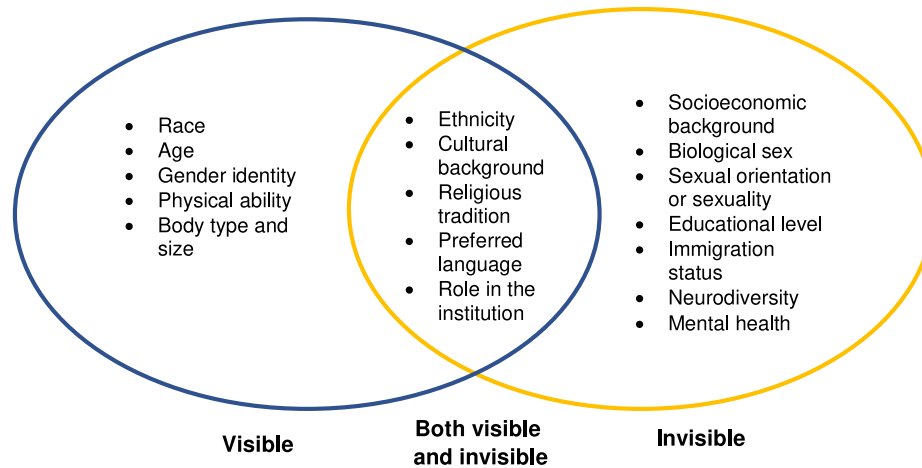 • Race
• Age
• Gender identity
• Physical ability
• Body type and
size
• Ethnicity
• Cultural
background
• Religious
tradition
• Preferred
language
• Role in the
institution
• Socioeconomic
background
• Biological sex
• Sexual orientation
or sexuality
• Educational level
• Immigration
status
• Neurodiversity
• Mental health
Visible
Both visible
and invisible
Invisible